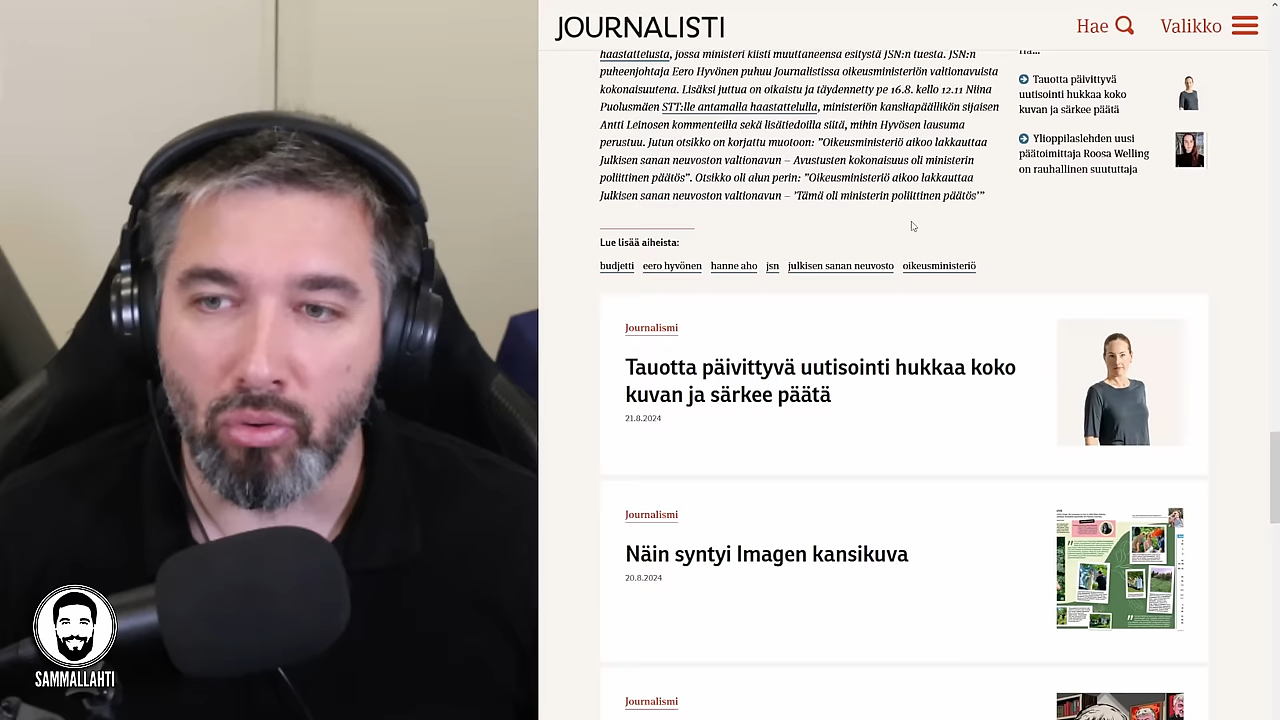 JOURNALISTI
Hae
Valikko
haastattelusta, jossa ministeri kiisti muuttaneensa esitystä JSN:n tuesta. JSN:n
puheenjohtaja Eero Hyvönen puhuu Journalistissa oikeusministeriön valtionavuista
kokonaisuutena. Lisäksi juttua on oikaistu ja täydennetty pe 16.8. kello 12.11 Niina
Puolusmäen STT:lle antamalla haastattelulla, ministeriön kansliapäällikön sijaisen
Antti Leinosen kommenteilla sekä lisätiedoilla siitä, mihin Hyvösen lausuma
perustuu. Jutun otsikko on korjattu muotoon: ”Oikeusministeriö aikoo lakkauttaa
Julkisen sanan neuvoston valtionavun – Avustusten kokonaisuus oli ministerin
poliittinen päätös”. Otsikko oli alun perin: ”Oikeusministeriö aikoo lakkauttaa
Julkisen sanan neuvoston valtionavun – ’Tämä oli ministerin poliittinen päätös’”
Tauotta päivittyvä
uutisointi hukkaa koko
kuvan ja särkee päätä
Ylioppilaslehden uusi
päätoimittaja Roosa Welling
on rauhallinen suututtaja
Lue lisää aiheista:
budjetti eero hyvönen hanne aho jsn julkisen sanan neuvosto oikeusministeriö
Journalismi
Tauotta päivittyvä uutisointi hukkaa koko
kuvan ja särkee päätä
21.8.2024
Journalismi
Näin syntyi Imagen kansikuva
20.8.2024
Journalismi
SAMMALLAHTI